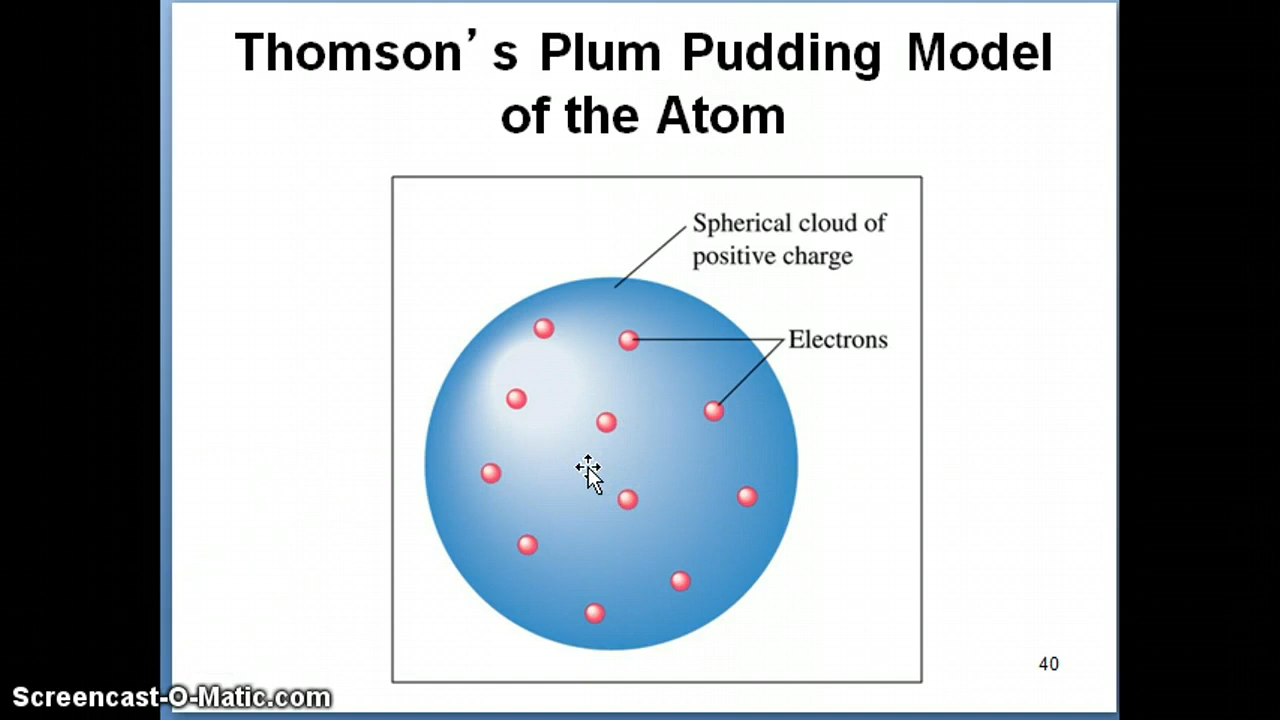 Thomson’s Plum Pudding Model
of the Atom
Spherical cloud of
positive charge
Electrons
40
Screencast-O-Matic.com